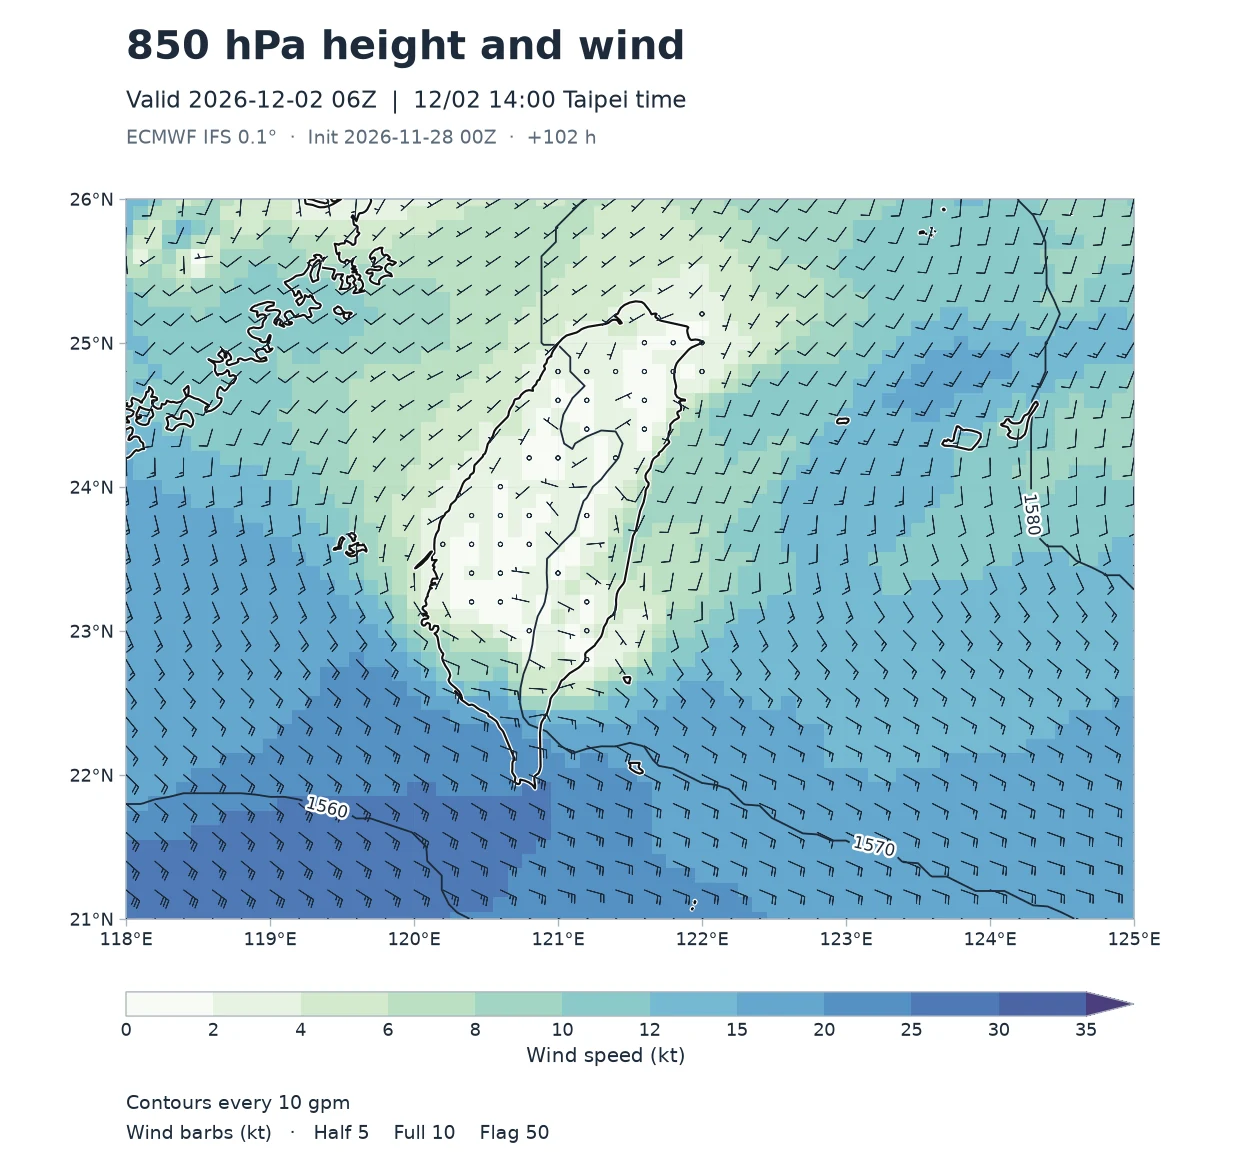 850 hPa height and wind
Valid 2026-12-02 06Z | 12/02 14:00 Taipei time
ECMWF IFS 0.1° · Init 2026-11-28 00Z · +102 h
26°N
25°N
24°N
23°N
22°N
21°N
1580
1560
1570
118°E 119°E 120°E 121°E 122°E 123°E 124°E 125°E
0 2 4 6 8 10 12 15 20 25 30 35
Wind speed (kt)
Contours every 10 gpm
Wind barbs (kt) · Half 5 Full 10 Flag 50